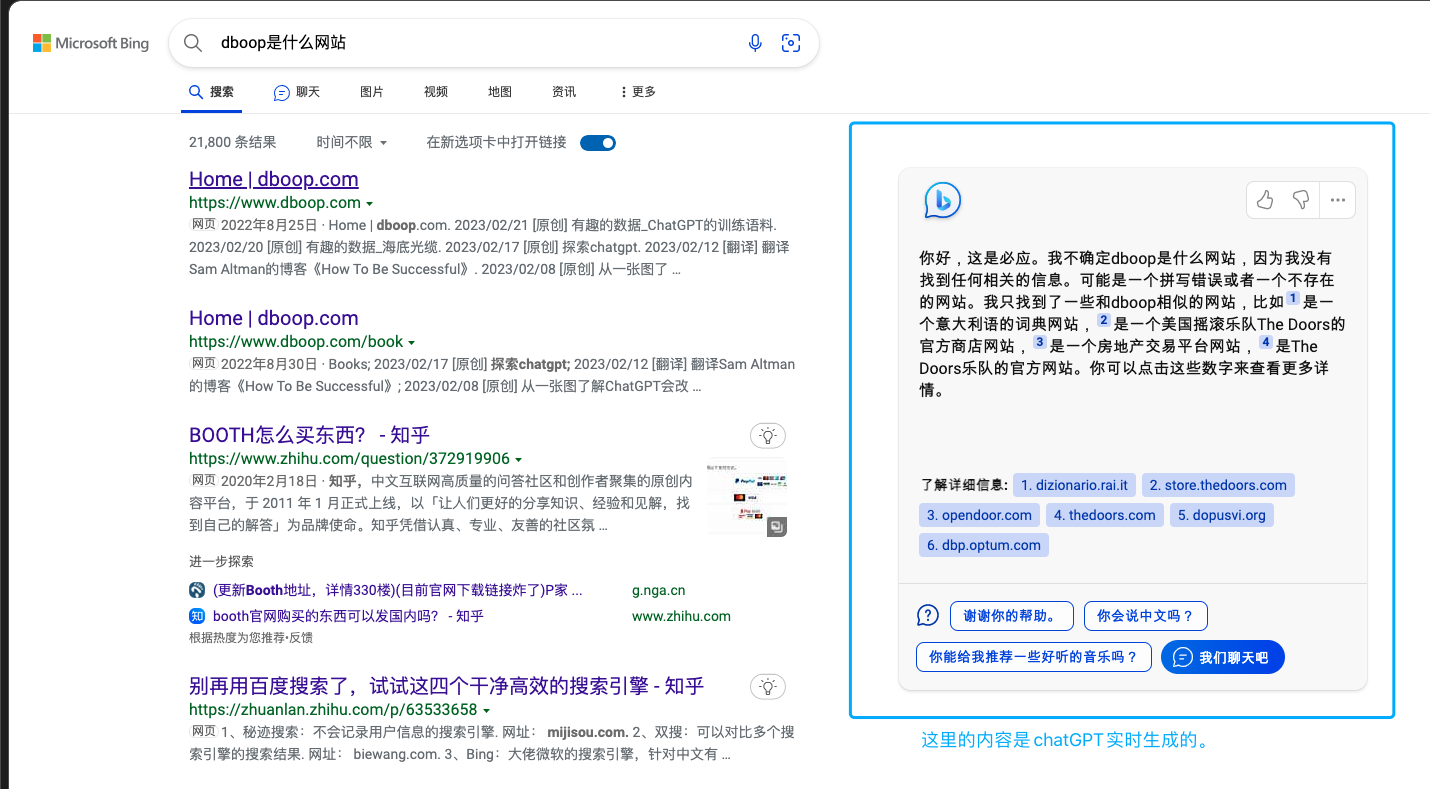 Microsoft Bing
dboop是什么网站
搜索
聊天
图片
视频
地图
资讯
更多
21,800 条结果
时间不限
在新选项卡中打开链接
Home | dboop.com
https://www.dboop.com
网页 2022年8月25日 · Home | dboop.com. 2023/02/21 [原创] 有趣的数据_ChatGPT的训练语料.
2023/02/20 [原创] 有趣的数据_海底光缆. 2023/02/17 [原创] 探索chatgpt. 2023/02/12 [翻译] 翻译
Sam Altman的博客《How To Be Successful》. 2023/02/08 [原创] 从一张图了 ...
Home | dboop.com
https://www.dboop.com/book
网页 2022年8月30日 · Books; 2023/02/17 [原创] 探索chatgpt; 2023/02/12 [翻译] 翻译Sam Altman
的博客《How To Be Successful》; 2023/02/08 [原创] 从一张图了解ChatGPT会改 ...
BOOTH怎么买东西？ - 知乎
https://www.zhihu.com/question/372919906
网页 2020年2月18日 · 知乎，中文互联网高质量的问答社区和创作者聚集的原创内
容平台，于 2011 年 1 月正式上线，以「让人们更好的分享知识、经验和见解，找
到自己的解答」为品牌使命。知乎凭借认真、专业、友善的社区氛 ...
PayPal
进一步探索
(更新Booth地址，详情330楼)(目前官网下载链接炸了)P家 ...
g.nga.cn
知
booth官网购买的东西可以发国内吗？ - 知乎
www.zhihu.com
根据热度为您推荐•反馈
别再用百度搜索了，试试这四个干净高效的搜索引擎 - 知乎
https://zhuanlan.zhihu.com/p/63533658
网页 1、秘迹搜索：不会记录用户信息的搜索引擎. 网址： mijisou.com. 2、双搜：可以对比多个搜
索引擎的搜索结果. 网址： biewang.com. 3、Bing：大佬微软的搜索引擎，针对中文有 ...
你好，这是必应。我不确定dboop是什么网站，因为我没有
找到任何相关的信息。可能是一个拼写错误或者一个不存在
的网站。我只找到了一些和dboop相似的网站，比如1是一
个意大利语的词典网站，2是一个美国摇滚乐队The Doors的
官方商店网站，3是一个房地产交易平台网站，4是The
Doors乐队的官方网站。你可以点击这些数字来查看更多详
情。
了解详细信息: 1. dizionario.rai.it 2. store.thedoors.com
3. opendoor.com 4. thedoors.com 5. dopusvi.org
6. dbp.optum.com
谢谢你的帮助。 你会说中文吗？
你能给我推荐一些好听的音乐吗？ 我们聊天吧
这里的内容是chatGPT实时生成的。